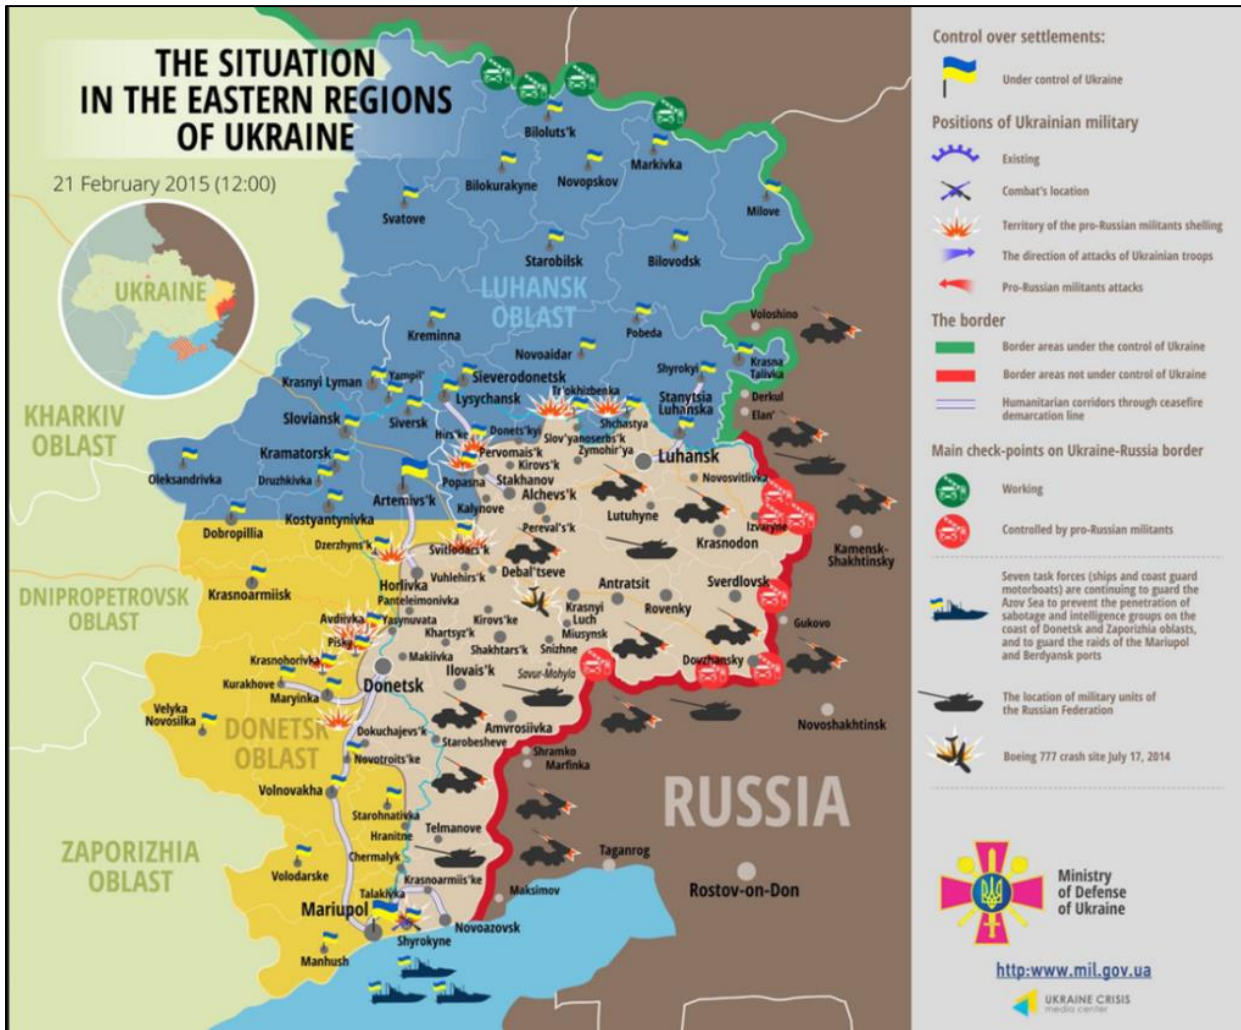 THE SITUATION
IN THE EASTERN REGIONS
OF UKRAINE
21 February 2015 (12:00)
UKRAINE
KHARKIV
OBLAST
DNIPROPETROVSK
OBLAST
ZAPORIZHIA
OBLAST
LUHANSK
OBLAST
DONETSK
OBLAST
RUSSIA
Biloluts'k
Bilokurakyne
Novopskov
Markivka
Milove
Svatove
Starobilsk
Bilovodsk
Voloshino
Kreminna
Pobeda
Novoaidar
Shyrokyi
Krasna
Talivka
Krasnyi Lyman
Yampil'
Sieverodonetsk
Lysychansk
Triokhizbenka
Stanytsia
Luhanska
Derkul
Elan'
Sloviansk
Siversk
Hirs'ke
Donets'kyi
Shchastya
Slov'yanoserbs'k
Zymohir'ya
Luhansk
Kramatorsk
Pervomais'k
Kirovs'k
Stakhanov
Novosvitlivka
Oleksandrivka
Druzhkivka
Artemivs'k
Popasna
Alchevs'k
Kostyantynivka
Kalynove
Lutuhyne
Izvaryne
Dobropillia
Pereval's'k
Krasnodon
Kamensk-
Shakhtinsky
Dzerzhyns'k
Svitlodars'k
Debal'tseve
Vuhlehirs'k
Horlivka
Antratsit
Sverdlovsk
Krasnoarmiisk
Panteleimonivka
Krasnyi
Luch
Rovenky
Avdiivka
Yasynuvata
Kirovs'ke
Miusynsk
Gukovo
Pisky
Khartsyz'k
Shakhtars'k
Snizhne
Krasnohorivka
Makiivka
Ilovais'k
Savur-Mohyla
Dovzhansky
Kurakhove
Maryinka
Donetsk
Velyka
Novosilka
Amvrosiivka
Novoshakhtinsk
Dokuchajevs'k
Starobesheve
Shramko
Marfinka
Novotroits'ke
Volnovakha
Starohnativka
Hranitne
Telmanove
Chermalyk
Taganrog
Volodarske
Talakivka
Krasnoarmiis'ke
Maksimov
Rostov-on-Don
Mariupol
Novoazovsk
Shyrokyne
Manhush
Control over settlements:
Under control of Ukraine
Positions of Ukrainian military
Existing
Combat's location
Territory of the pro-Russian militants shelling
The direction of attacks of Ukrainian troops
Pro-Russian militants attacks
The border
Border areas under the control of Ukraine
Border areas not under control of Ukraine
Humanitarian corridors through ceasefire
demarcation line
Main check-points on Ukraine-Russia border
Working
Controlled by pro-Russian militants
Seven task forces (ships and coast guard
motorboats) are continuing to guard the
Azov Sea to prevent the penetration of
sabotage and intelligence groups on the
coast of Donetsk and Zaporizhia oblasts,
and to guard the raids of the Mariupol
and Berdyansk ports
The location of military units of
the Russian Federation
Boeing 777 crash site July 17, 2014
Ministry
of Defense
of Ukraine
http:www.mil.gov.ua
UKRAINE CRISIS
media center